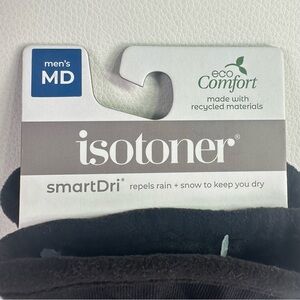 men's
MD
eco
Comfort
made with
recycled materials
isotoner®
smartDri® repels rain + snow to keep you dry